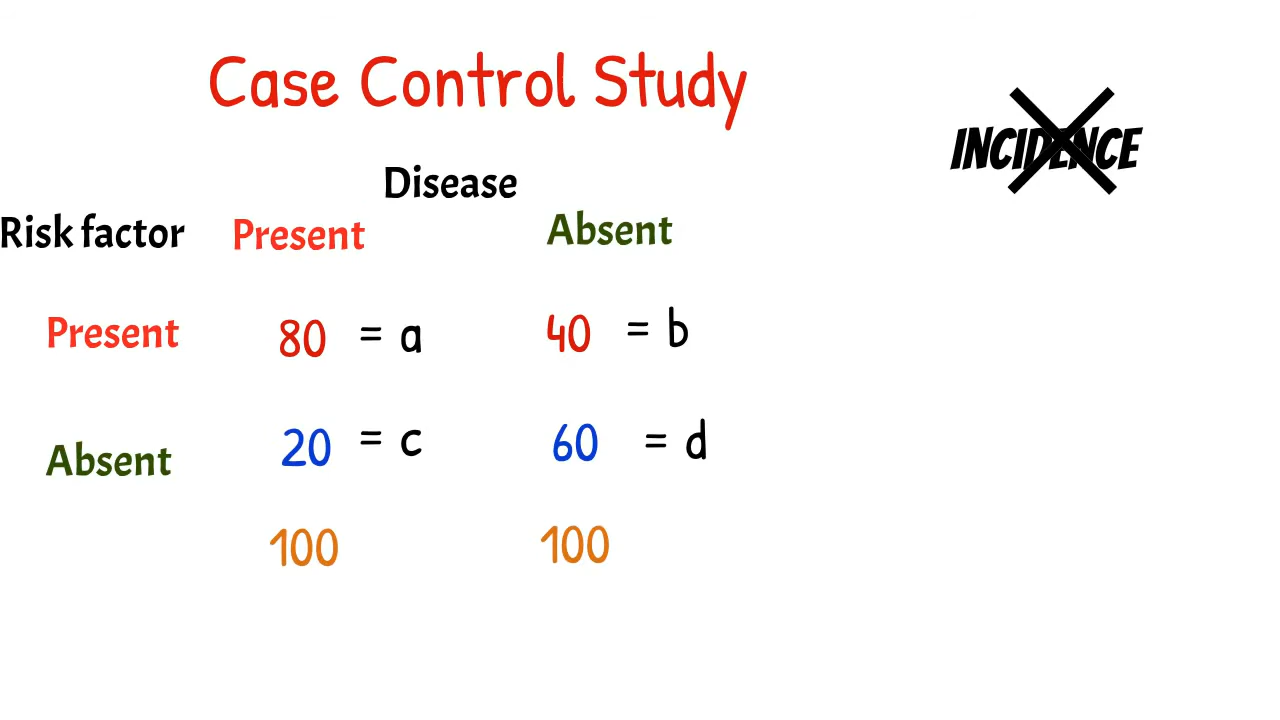 Case Control Study
INCIDENCE
Disease
Risk factor Present Absent
Present 80 = a 40 = b
Absent 20 = c 60 = d
100 100